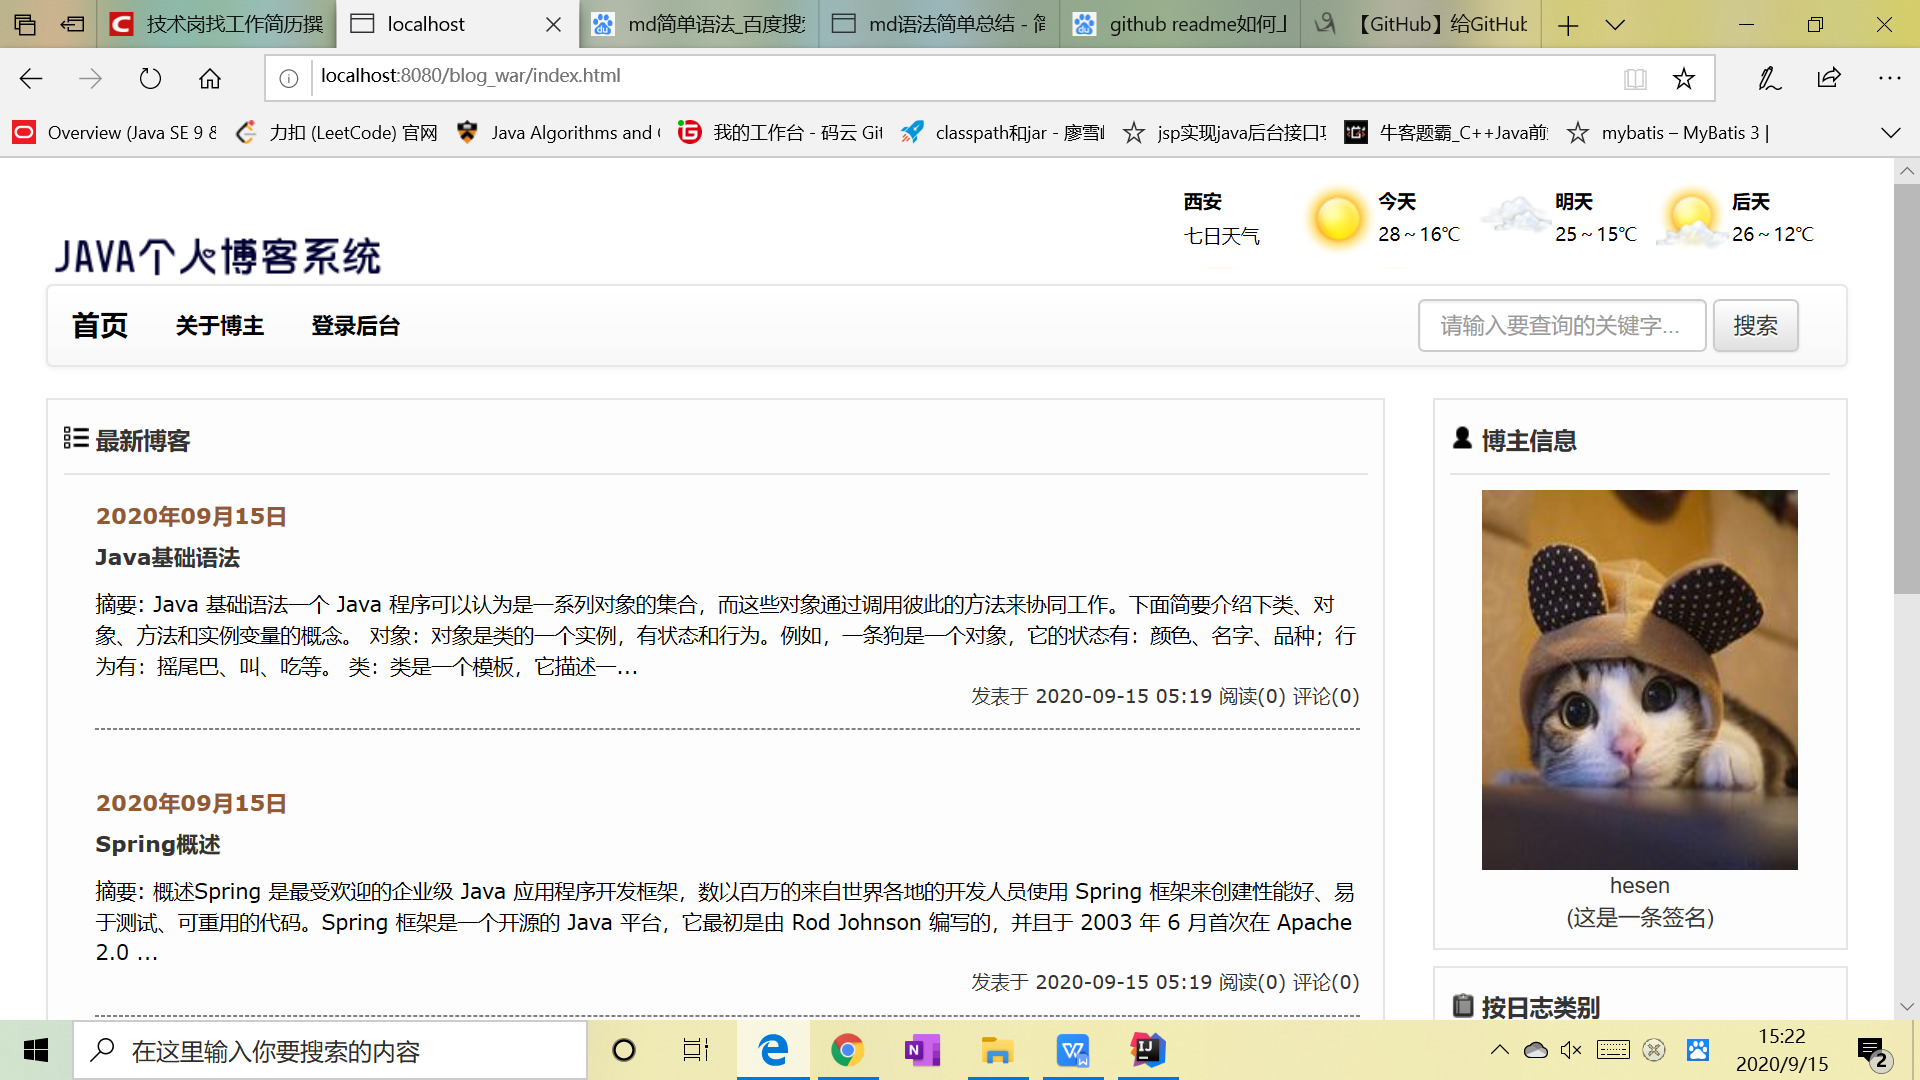 技术岗找工作简历撰
localhost
md简单语法_百度搜索
md语法简单总结 - 简
github readme如何上
【GitHub】给GitHub
localhost:8080/blog_war/index.html
Overview (Java SE 9 &
力扣 (LeetCode) 官网
Java Algorithms and
我的工作台 - 码云 Git
classpath和jar - 廖雪
jsp实现java后台接口
牛客题霸_C++Java前
mybatis – MyBatis 3 |
西安
七日天气
今天
28 ~ 16℃
明天
25 ~ 15℃
后天
26 ~ 12℃
JAVA个人博客系统
首页
关于博主
登录后台
请输入要查询的关键字...
搜索
最新博客
2020年09月15日
Java基础语法
摘要: Java 基础语法一个 Java 程序可以认为是一系列对象的集合，而这些对象通过调用彼此的方法来协同工作。下面简要介绍下类、对
象、方法和实例变量的概念。 对象：对象是类的一个实例，有状态和行为。例如，一条狗是一个对象，它的状态有：颜色、名字、品种；行
为有：摇尾巴、叫、吃等。 类：类是一个模板，它描述一...
发表于 2020-09-15 05:19 阅读(0) 评论(0)
2020年09月15日
Spring概述
摘要: 概述Spring 是最受欢迎的企业级 Java 应用程序开发框架，数以百万的来自世界各地的开发人员使用 Spring 框架来创建性能好、易
于测试、可重用的代码。Spring 框架是一个开源的 Java 平台，它最初是由 Rod Johnson 编写的，并且于 2003 年 6 月首次在 Apache
2.0 ...
发表于 2020-09-15 05:19 阅读(0) 评论(0)
博主信息
hesen
(这是一条签名)
按日志类别
在这里输入你要搜索的内容
15:22
2020/9/15
2